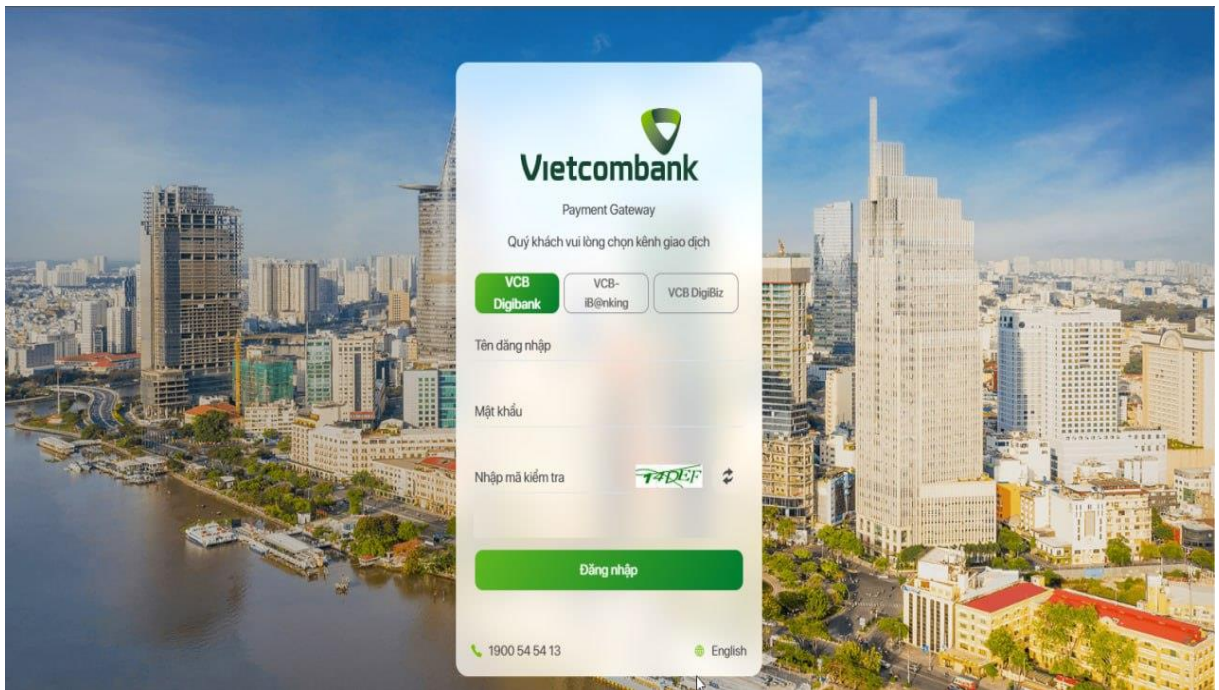 Vietcombank
Payment Gateway
Quý khách vui lòng chọn kênh giao dịch
VCB
Digibank
VCB-
iB@nking
VCB DigiBiz
Tên đăng nhập
Mật khẩu
Nhập mã kiểm tra
Đăng nhập
1900 54 54 13
English